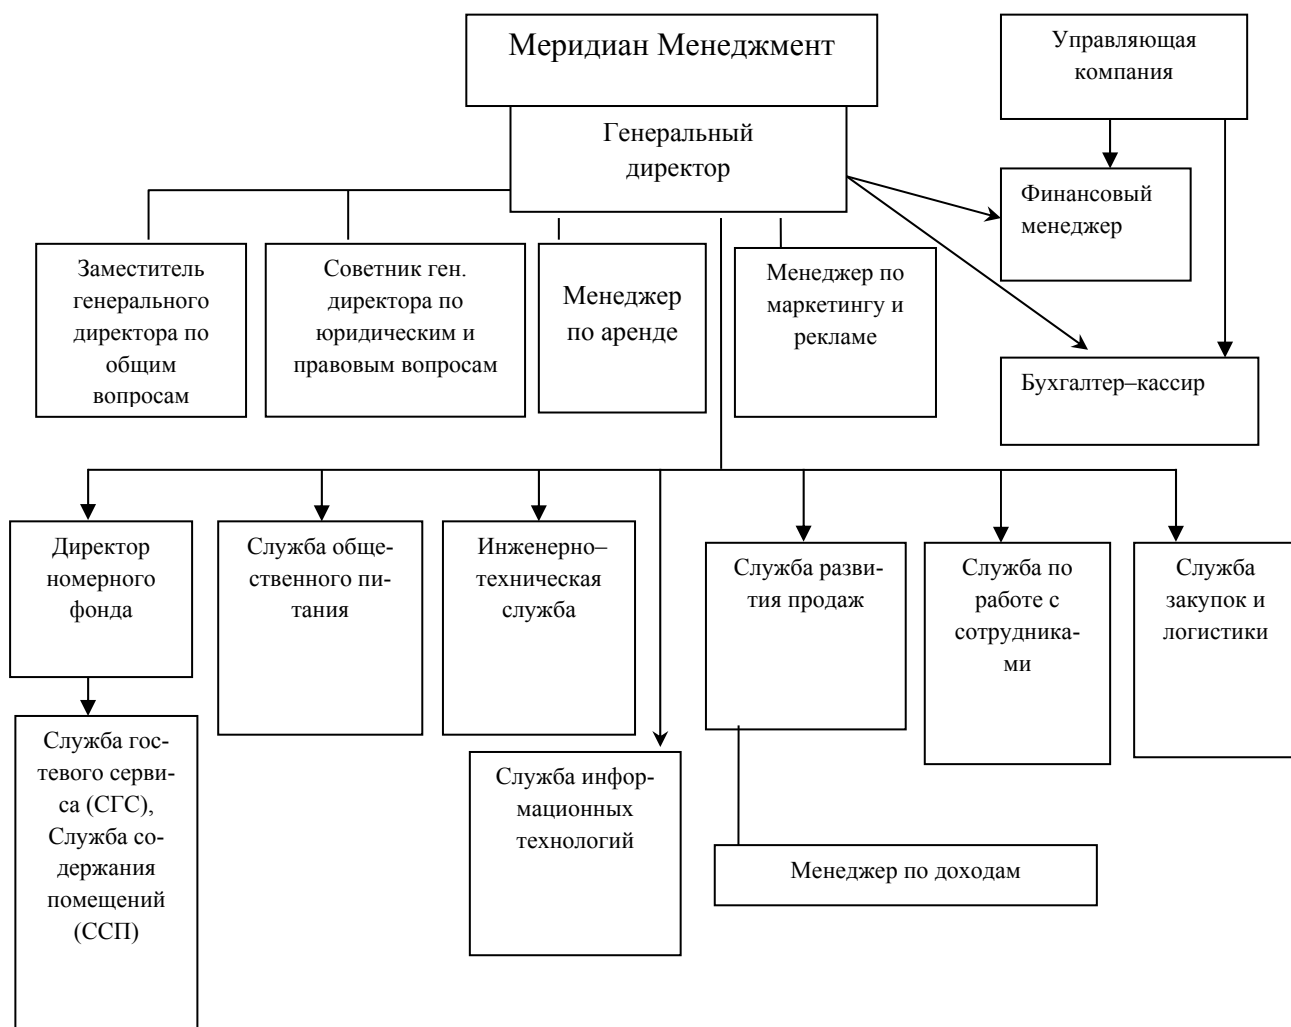 Меридиан Менеджмент
Управляющая
компания
Генеральный
директор
Финансовый
менеджер
Заместитель
генерального
директора по
общим
вопросам
Советник ген.
директора по
юридическим и
правовым вопросам
Менеджер
по аренде
Менеджер по
маркетингу и
рекламе
Бухгалтер–кассир
Директор
номерного
фонда
Служба обще-
ственного пи-
тания
Инженерно–
техническая
служба
Служба разви-
тия продаж
Служба по
работе с
сотрудника-
ми
Служба
закупок и
логистики
Служба гос-
тевого серви-
са (СГС),
Служба со-
держания
помещений
(ССП)
Служба инфор-
мационных
технологий
Менеджер по доходам